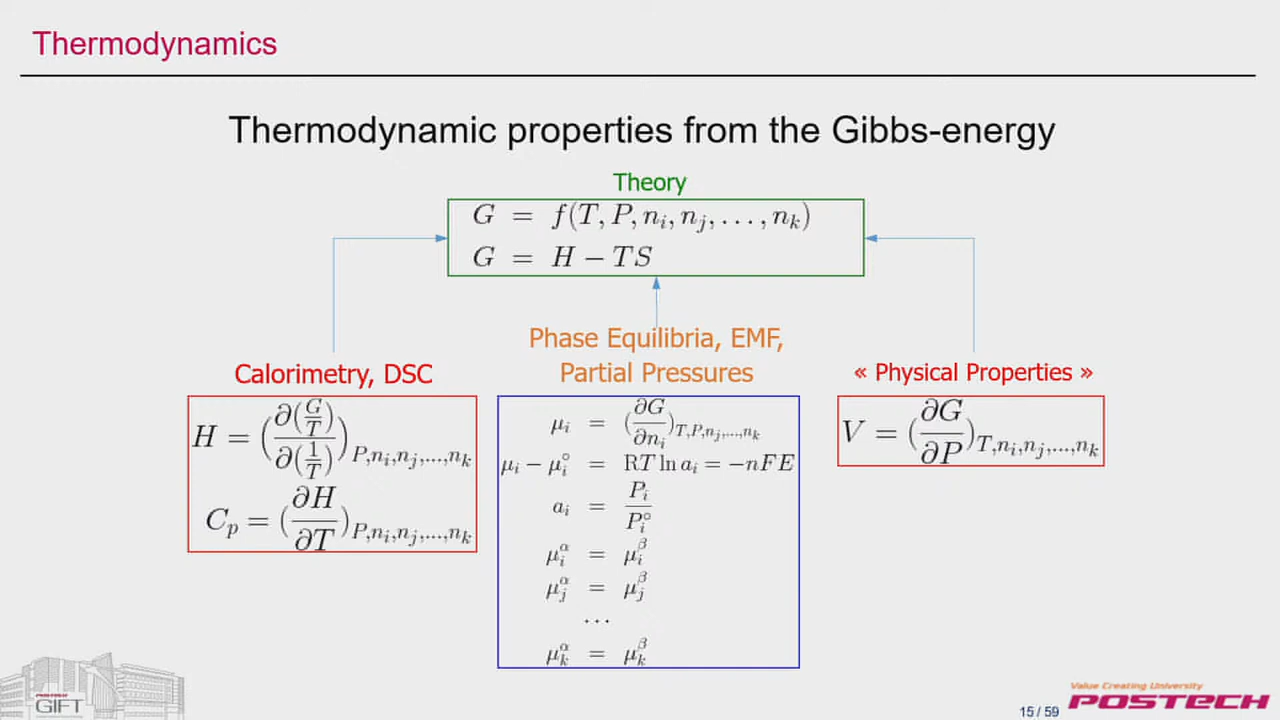 Thermodynamics
Thermodynamic properties from the Gibbs-energy
Theory
G = f(T, P, n_i, n_j, . . . , n_k)
G = H − TS
Calorimetry, DSC
H = (∂(G/T)/∂(1/T))_{P,n_i,n_j,...,n_k}
C_p = (∂H/∂T)_{P,n_i,n_j,...,n_k}
Phase Equilibria, EMF,
Partial Pressures
μ_i = (∂G/∂n_i)_{T,P,n_j,...,n_k}
μ_i − μ_i° = RT ln a_i = −nFE
a_i = P_i/P_i°
μ_i^α = μ_i^β
μ_j^α = μ_j^β
. . .
μ_k^α = μ_k^β
« Physical Properties »
V = (∂G/∂P)_{T,n_i,n_j,...,n_k}
POSTECH
GIFT
Value Creating University
POSTECH
15 / 59